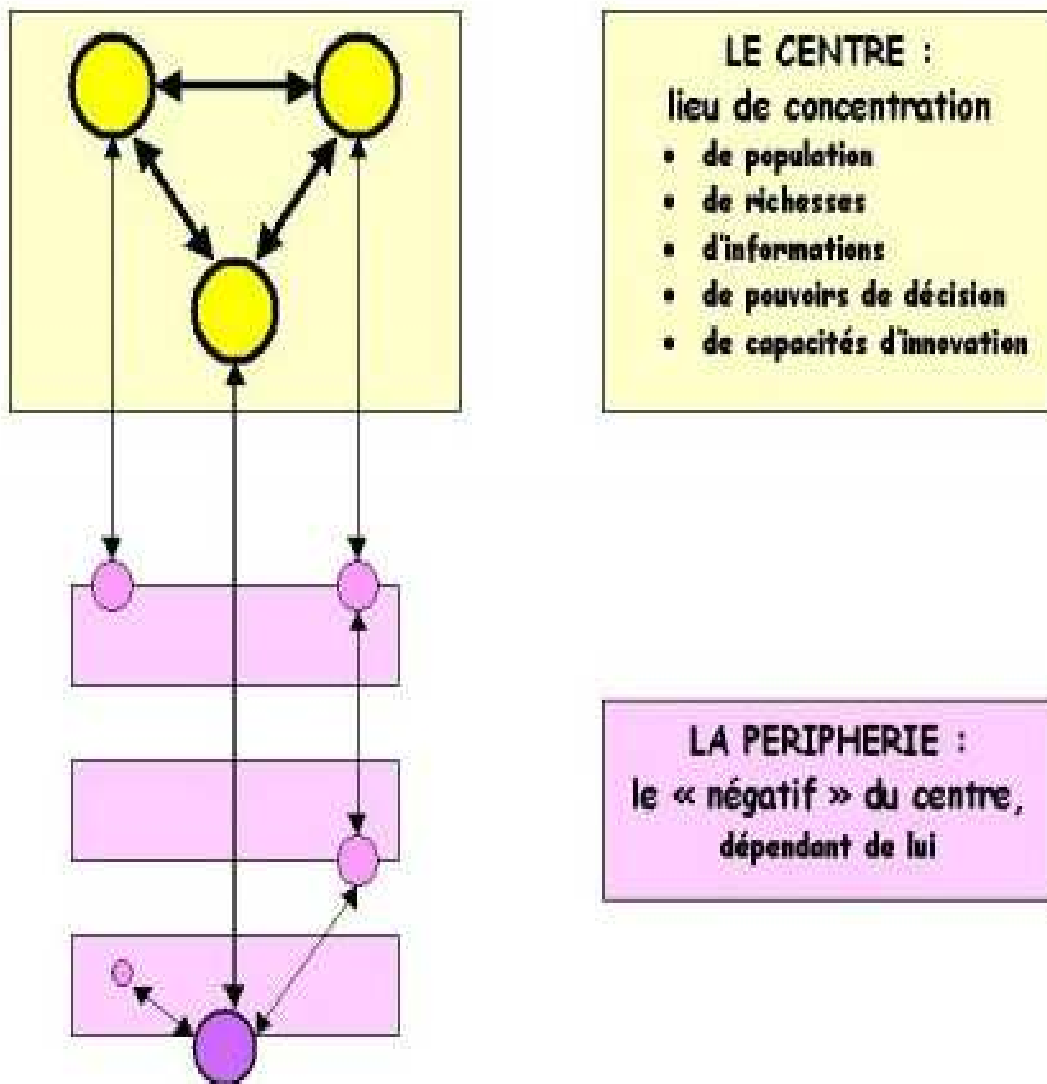 LE CENTRE :
lieu de concentration
• de population
• de richesses
• d'informations
• de pouvoirs de décision
• de capacités d'innovation
LA PERIPHERIE :
le « négatif » du centre,
dépendant de lui